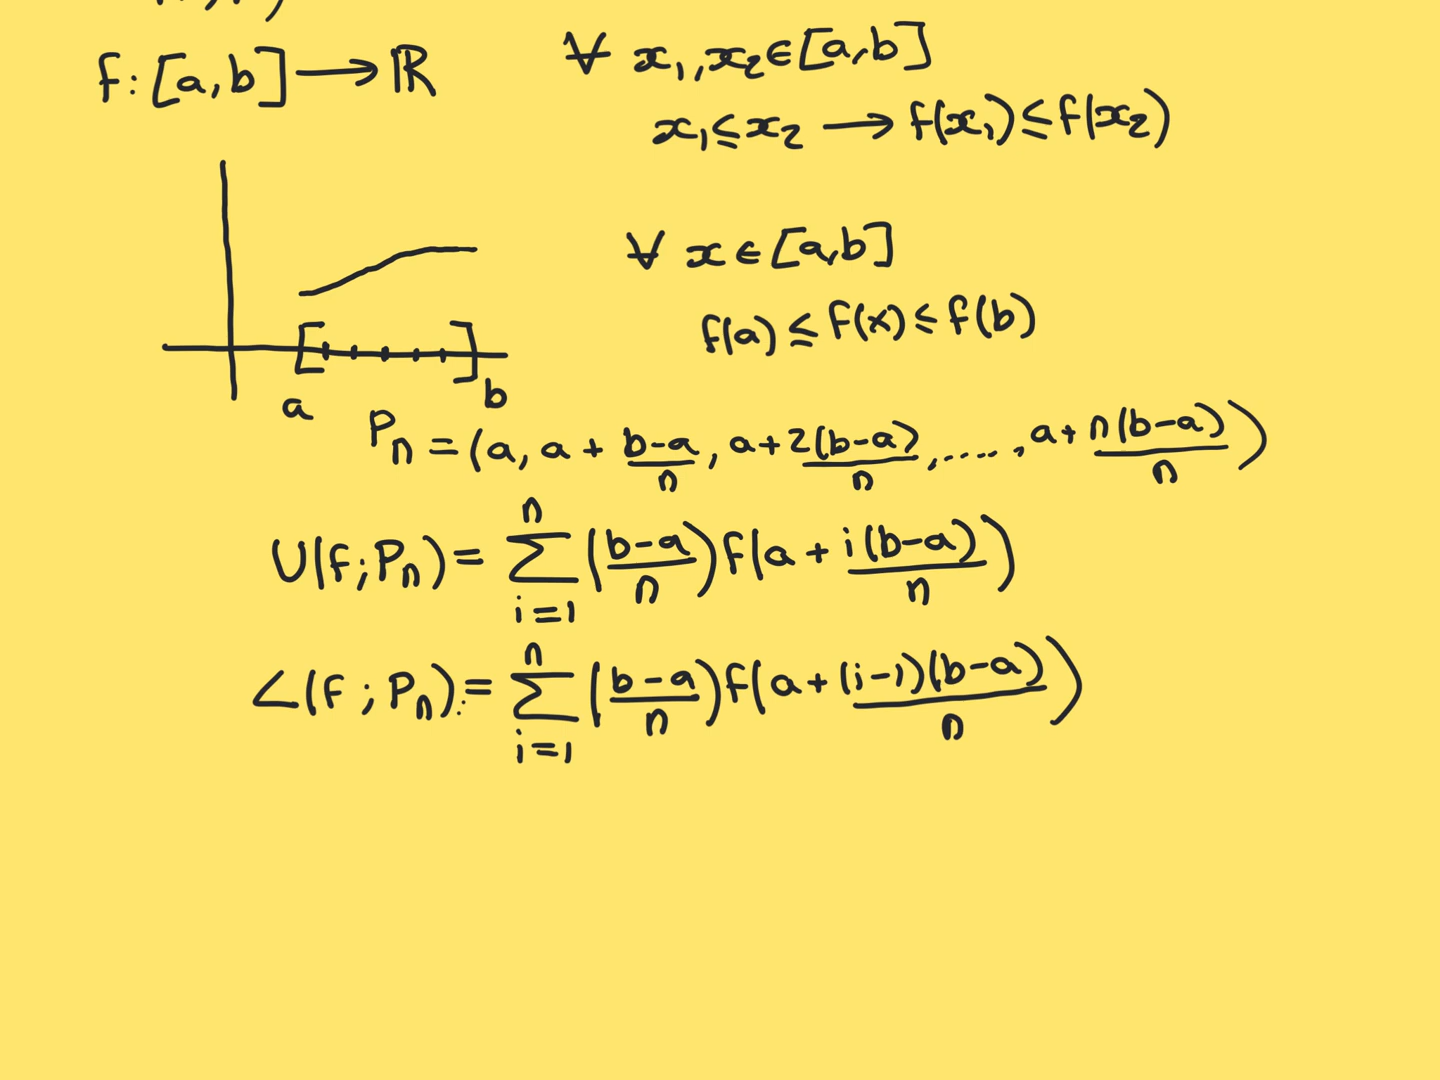 f: [a, b] ⟶ ℝ
∀ x₁, x₂ ∈ [a, b]
x₁ ≤ x₂ ⟶ f(x₁) ≤ f(x₂)
∀ x ∈ [a, b]
f(a) ≤ f(x) ≤ f(b)
a b
Pₙ = (a, a + (b-a)/n, a + 2(b-a)/n, ....., a + n(b-a)/n)
U(f; Pₙ) = ∑_{i=1}^{n} ((b-a)/n) f(a + i(b-a)/n)
L(f; Pₙ) = ∑_{i=1}^{n} ((b-a)/n) f(a + (i-1)(b-a)/n)